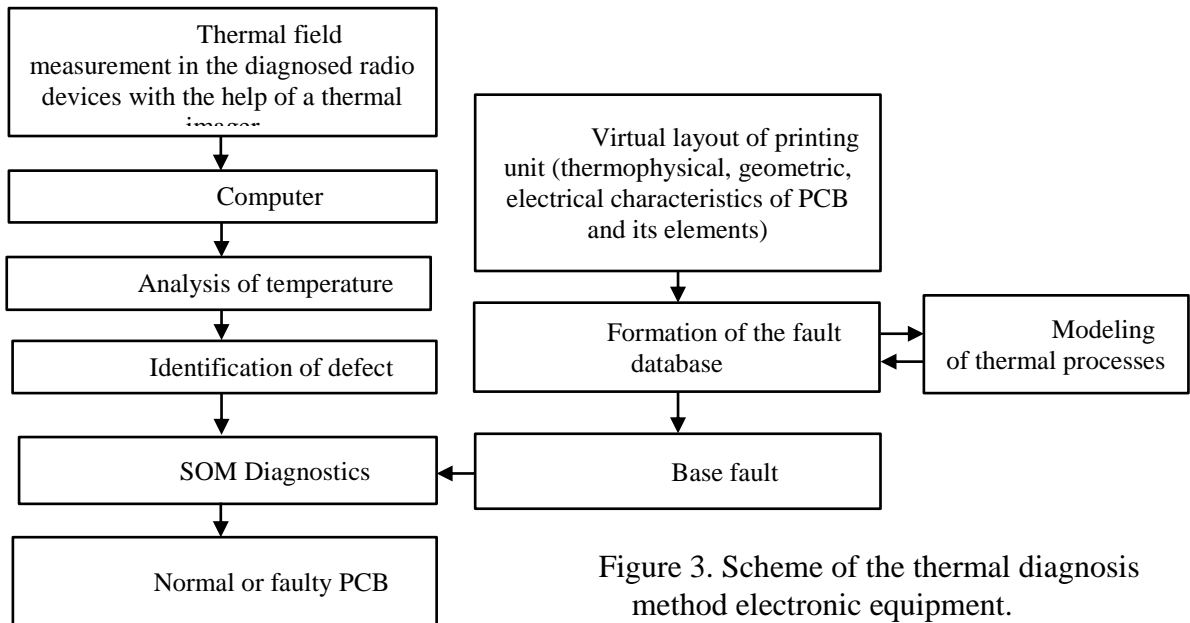 Thermal field
measurement in the diagnosed radio
devices with the help of a thermal
imager
Computer
Analysis of temperature
Identification of defect
SOM Diagnostics
Normal or faulty PCB
Virtual layout of printing
unit (thermophysical, geometric,
electrical characteristics of PCB
and its elements)
Formation of the fault
database
Base fault
Modeling
of thermal processes
Figure 3. Scheme of the thermal diagnosis
method electronic equipment.